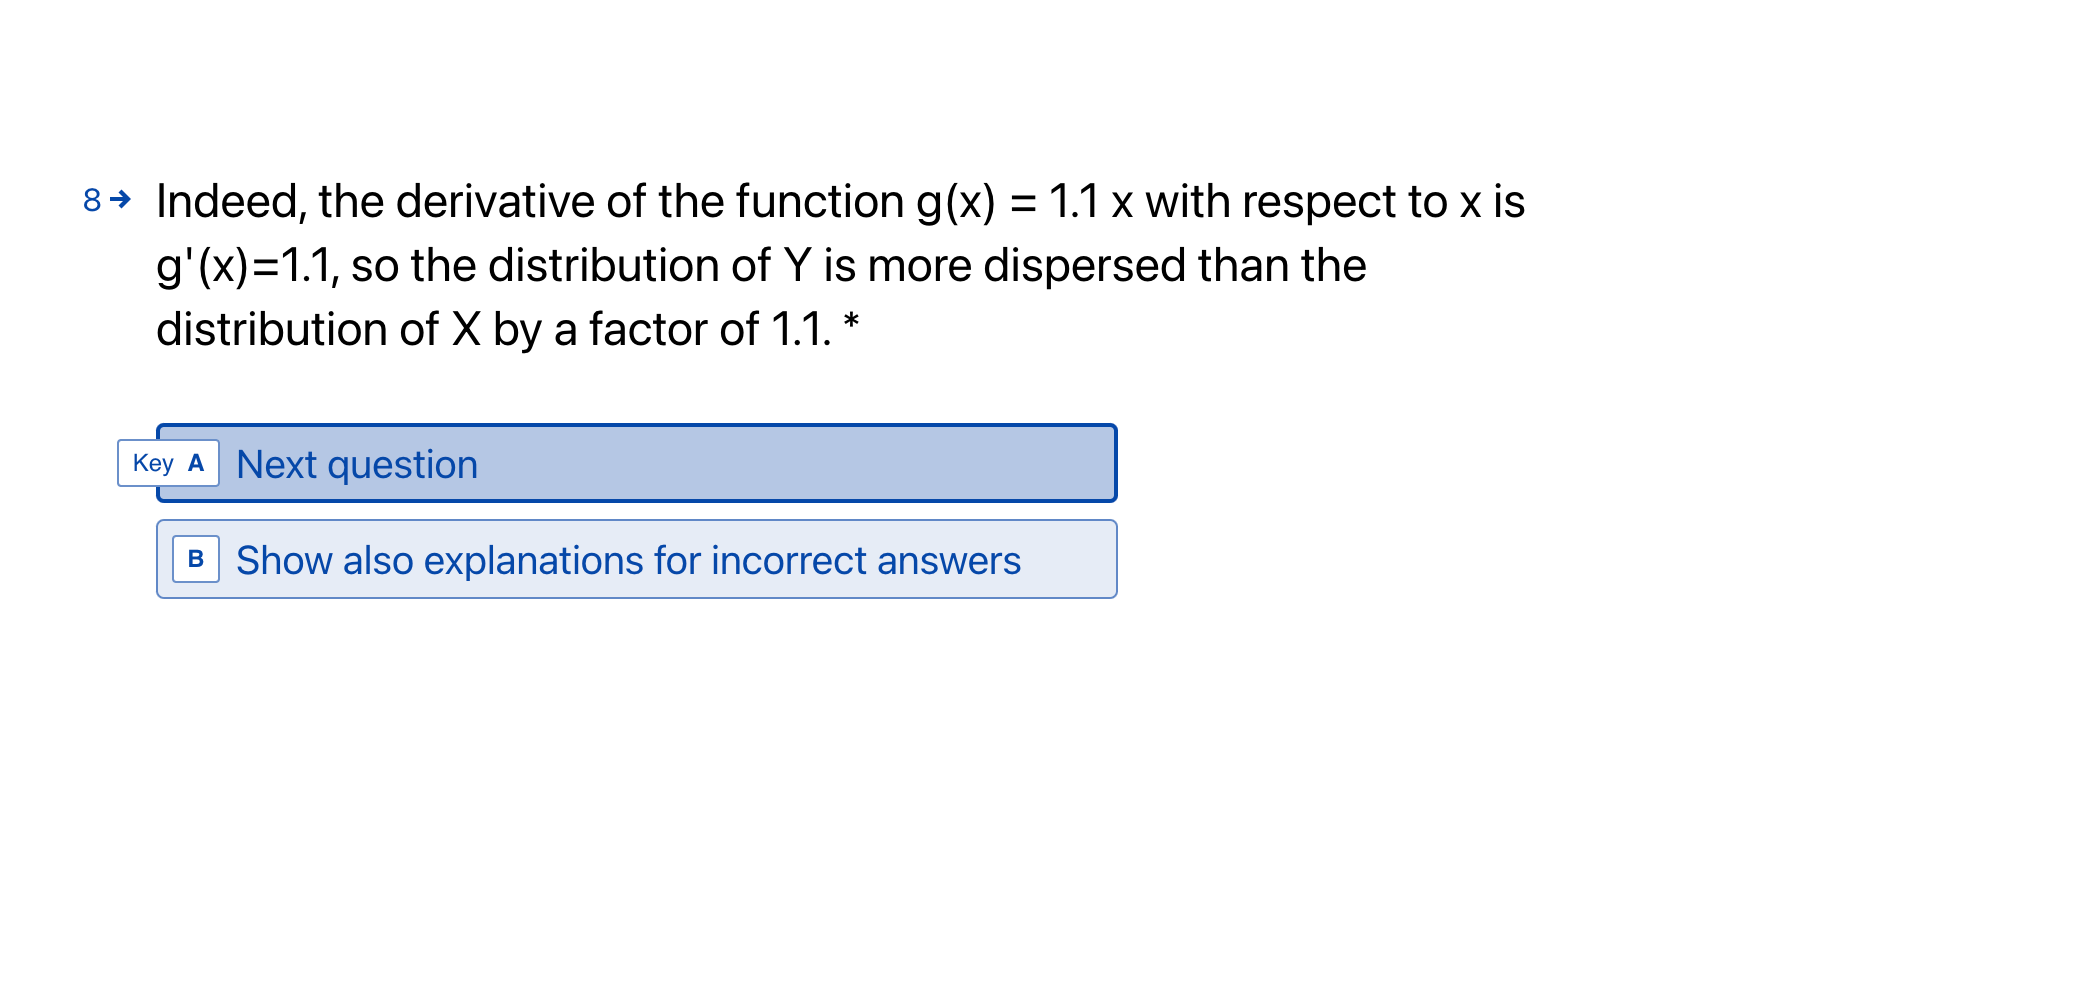 8→ Indeed, the derivative of the function g(x) = 1.1 x with respect to x is
g'(x)=1.1, so the distribution of Y is more dispersed than the
distribution of X by a factor of 1.1. *
Key A Next question
B Show also explanations for incorrect answers